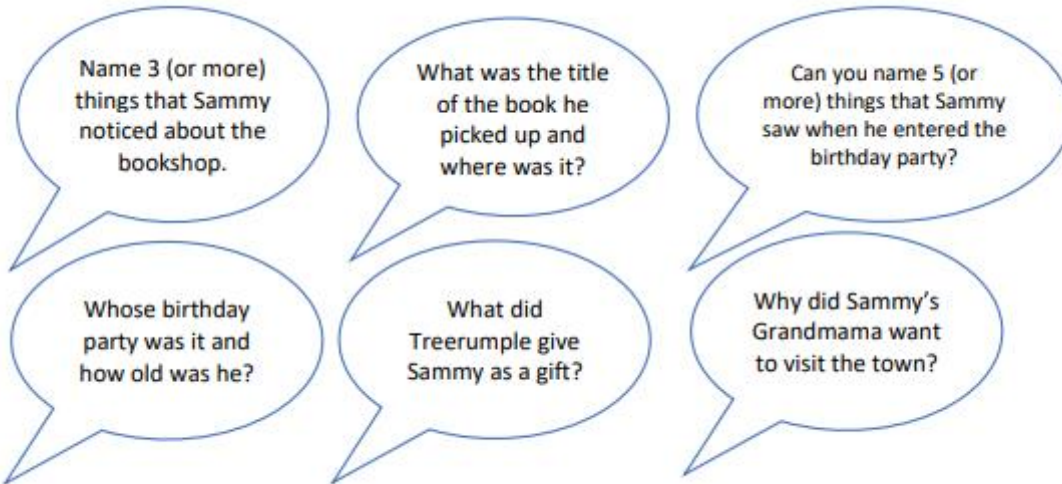 Name 3 (or more)
things that Sammy
noticed about the
bookshop.
What was the title
of the book he
picked up and
where was it?
Can you name 5 (or
more) things that Sammy
saw when he entered the
birthday party?
Whose birthday
party was it and
how old was he?
What did
Treerumple give
Sammy as a gift?
Why did Sammy’s
Grandmama want
to visit the town?